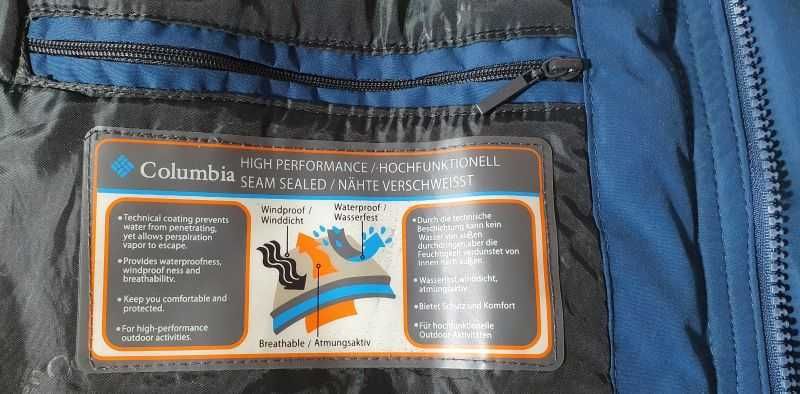 Columbia
HIGH PERFORMANCE / HOCHFUNKTIONELL
SEAM SEALED / NÄHTE VERSCHWEISST
• Technical coating prevents
water from penetrating,
yet allows perspiration
vapor to escape.
• Provides waterproofness,
windproof ness and
breathability.
• Keep you comfortable and
protected.
• For high-performance
outdoor activities.
Windproof /
Winddicht
Waterproof /
Wasserfest
Breathable / Atmungsaktiv
• Durch die technische
Beschichtung kann kein
Wasser von außen
durchdringen,aber die
Feuchtigkeit verdunstet von
innen nach außen.
• Wasserfest,winddicht,
atmungsaktiv.
• Bietet Schutz und Komfort
• Für hochfunktionelle
Outdoor-Aktivitäten